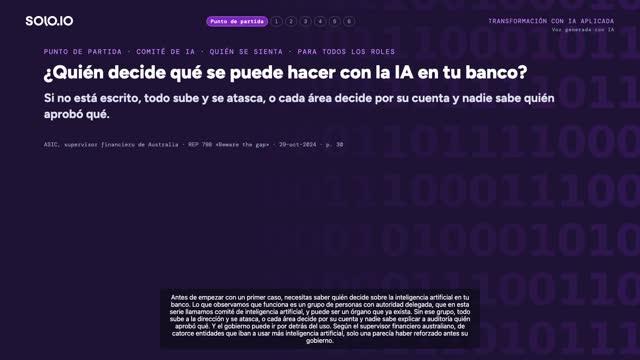 SOLO.IO
Punto de partida 1 2 3 4 5 6
TRANSFORMACIÓN CON IA APLICADA
Voz generada con IA
PUNTO DE PARTIDA · COMITÉ DE IA · QUIÉN SE SIENTA · PARA TODOS LOS ROLES
¿Quién decide qué se puede hacer con la IA en tu banco?
Si no está escrito, todo sube y se atasca, o cada área decide por su cuenta y nadie sabe quién
aprobó qué.
ASIC, supervisor financiero de Australia · REP 798 «Beware the gap» · 29-oct-2024 · p. 30
Antes de empezar con un primer caso, necesitas saber quién decide sobre la inteligencia artificial en tu
banco. Lo que observamos que funciona es un grupo de personas con autoridad delegada, que en esta
serie llamamos comité de inteligencia artificial, y puede ser un órgano que ya exista. Sin ese grupo, todo
sube a la dirección y se atasca, o cada área decide por su cuenta y nadie sabe explicar a auditoría quién
aprobó qué. Y el gobierno puede ir por detrás del uso. Según el supervisor financiero australiano, de
catorce entidades que iban a usar más inteligencia artificial, solo una parecía haber reforzado antes su
gobierno.